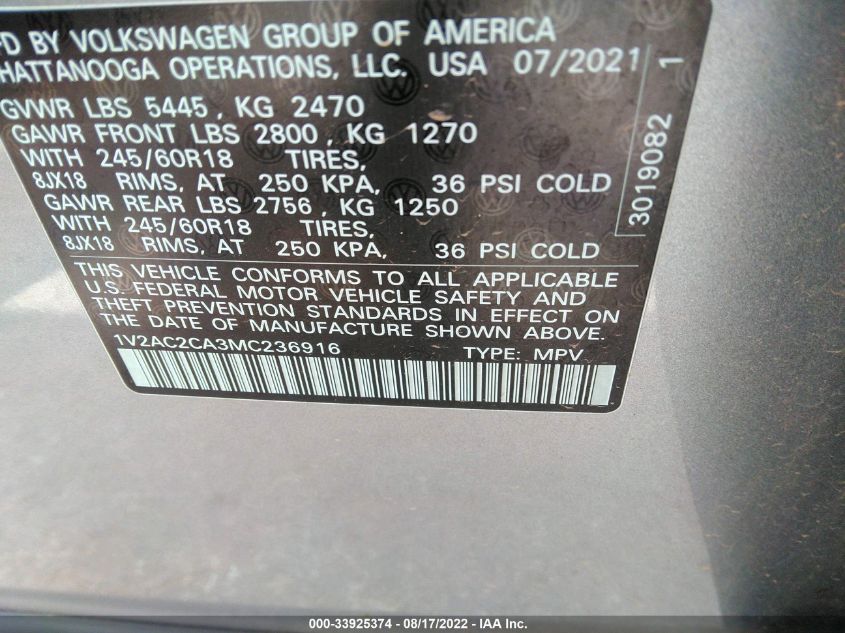 FD BY VOLKSWAGEN GROUP OF AMERICA
HATTANOOGA OPERATIONS, LLC. USA 07/2021
GVWR LBS 5445, KG 2470
GAWR FRONT LBS 2800, KG 1270
WITH 245/60R18 TIRES,
8JX18 RIMS, AT 250 KPA, 36 PSI COLD
GAWR REAR LBS 2756, KG 1250
WITH 245/60R18 TIRES,
8JX18 RIMS, AT 250 KPA, 36 PSI COLD
THIS VEHICLE CONFORMS TO ALL APPLICABLE
U.S. FEDERAL MOTOR VEHICLE SAFETY AND
THEFT PREVENTION STANDARDS IN EFFECT ON
THE DATE OF MANUFACTURE SHOWN ABOVE.
1V2AC2CA3MC236916 TYPE: MPV
3019082 1
000-33925374 - 08/17/2022 - IAA Inc.